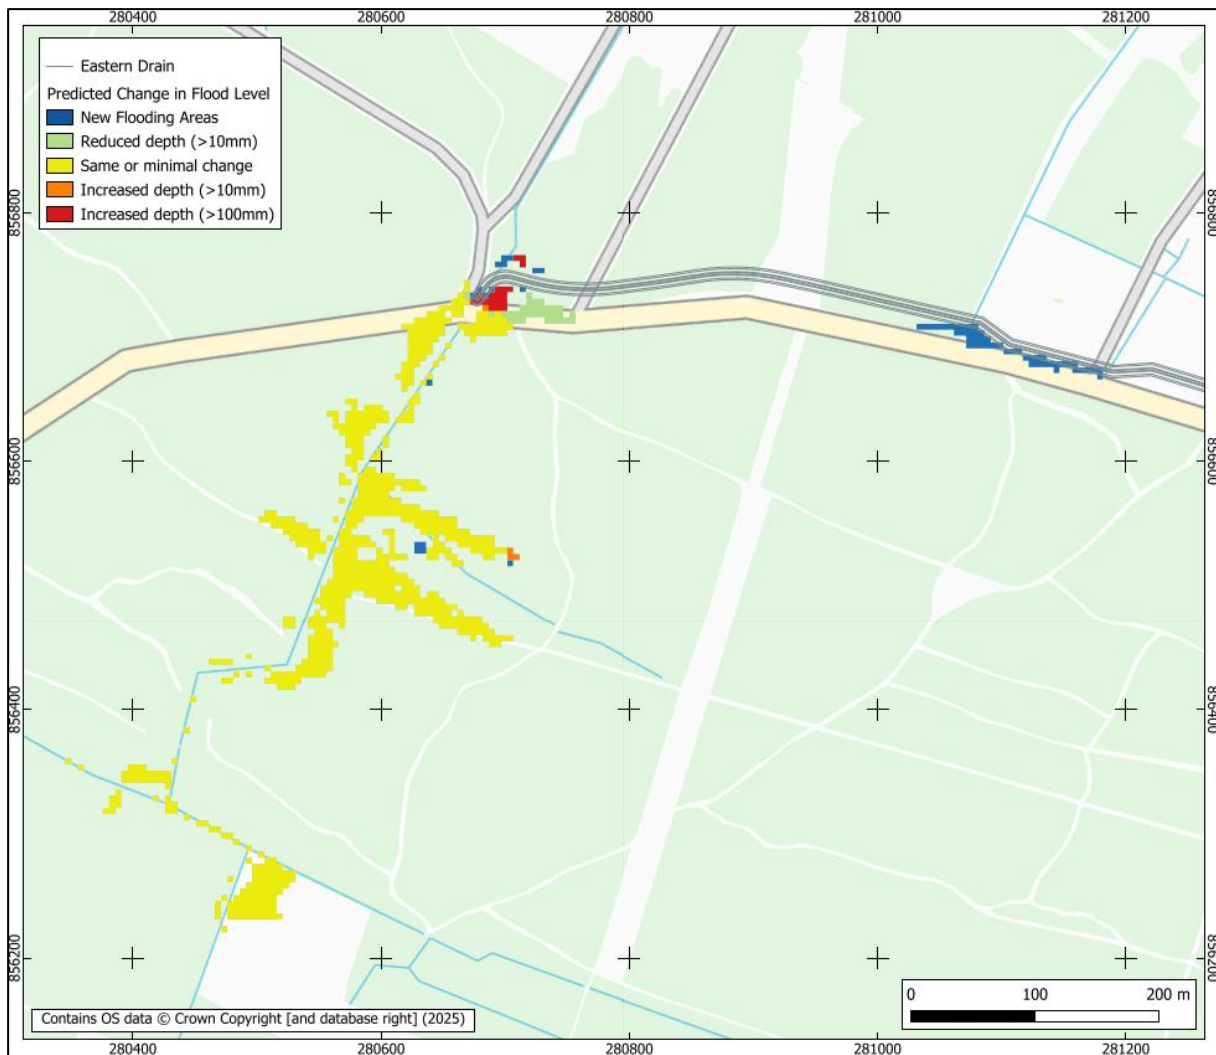 280400 280600 280800 281000 281200
Eastern Drain
Predicted Change in Flood Level
New Flooding Areas
Reduced depth (>10mm)
Same or minimal change
Increased depth (>10mm)
Increased depth (>100mm)
856800 856800
856600 856600
856400 856400
856200 856200
0 100 200 m
Contains OS data © Crown Copyright [and database right] (2025)
280400 280600 280800 281000 281200